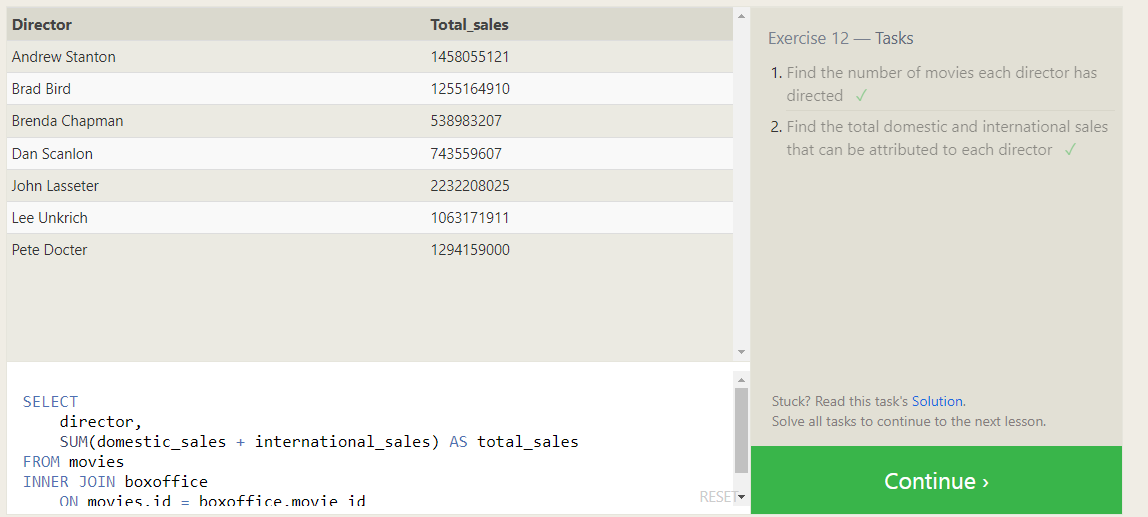 Director Total_sales
Andrew Stanton 1458055121
Brad Bird 1255164910
Brenda Chapman 538983207
Dan Scanlon 743559607
John Lasseter 2232208025
Lee Unkrich 1063171911
Pete Docter 1294159000
SELECT
director,
SUM(domestic_sales + international_sales) AS total_sales
FROM movies
INNER JOIN boxoffice
ON movies.id = boxoffice.movie_id
RESET
Exercise 12 — Tasks
1. Find the number of movies each director has
directed ✓
2. Find the total domestic and international sales
that can be attributed to each director ✓
Stuck? Read this task's Solution.
Solve all tasks to continue to the next lesson.
Continue ›